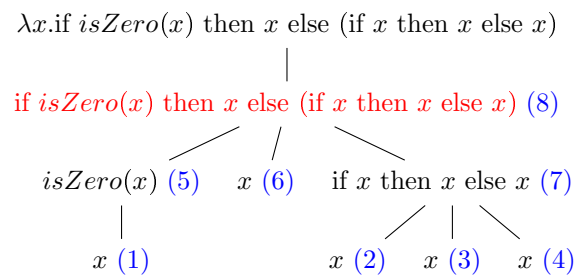 λx.if isZero(x) then x else (if x then x else x)
if isZero(x) then x else (if x then x else x) (8)
isZero(x) (5) x (6) if x then x else x (7)
x (1) x (2) x (3) x (4)